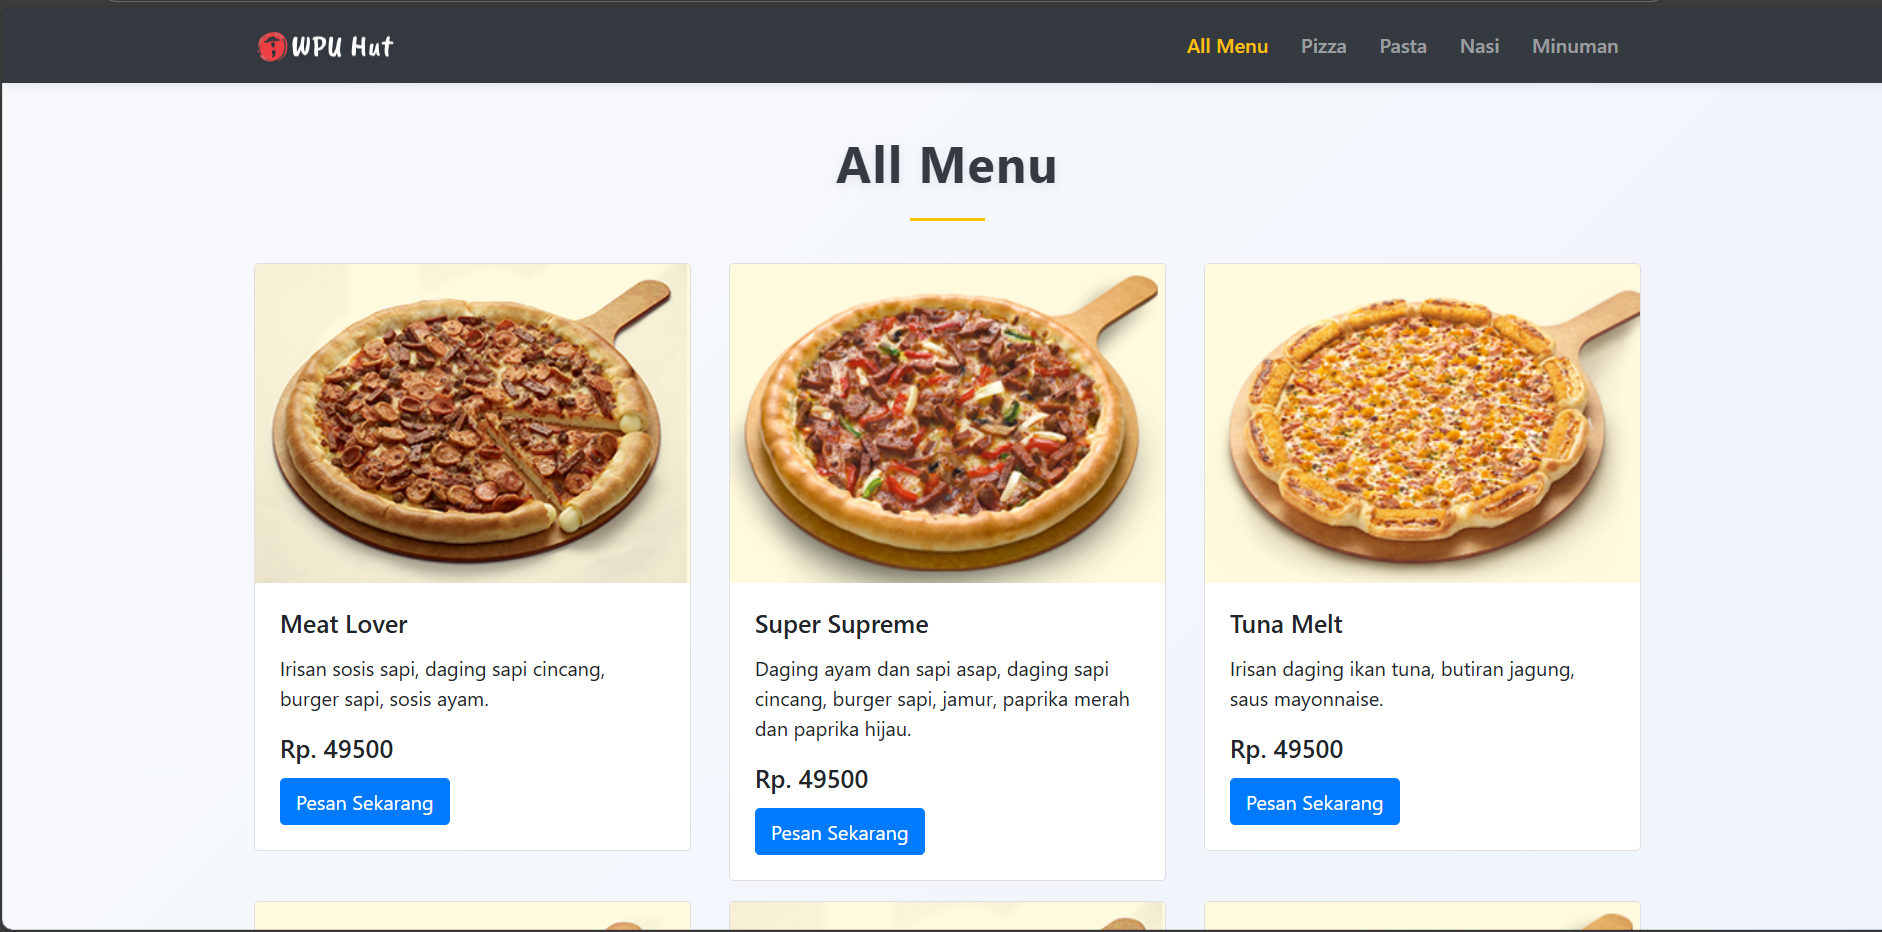 WPU Hut
All Menu
Pizza
Pasta
Nasi
Minuman
All Menu
Meat Lover
Irisan sosis sapi, daging sapi cincang,
burger sapi, sosis ayam.
Rp. 49500
Pesan Sekarang
Super Supreme
Daging ayam dan sapi asap, daging sapi
cincang, burger sapi, jamur, paprika merah
dan paprika hijau.
Rp. 49500
Pesan Sekarang
Tuna Melt
Irisan daging ikan tuna, butiran jagung,
saus mayonnaise.
Rp. 49500
Pesan Sekarang